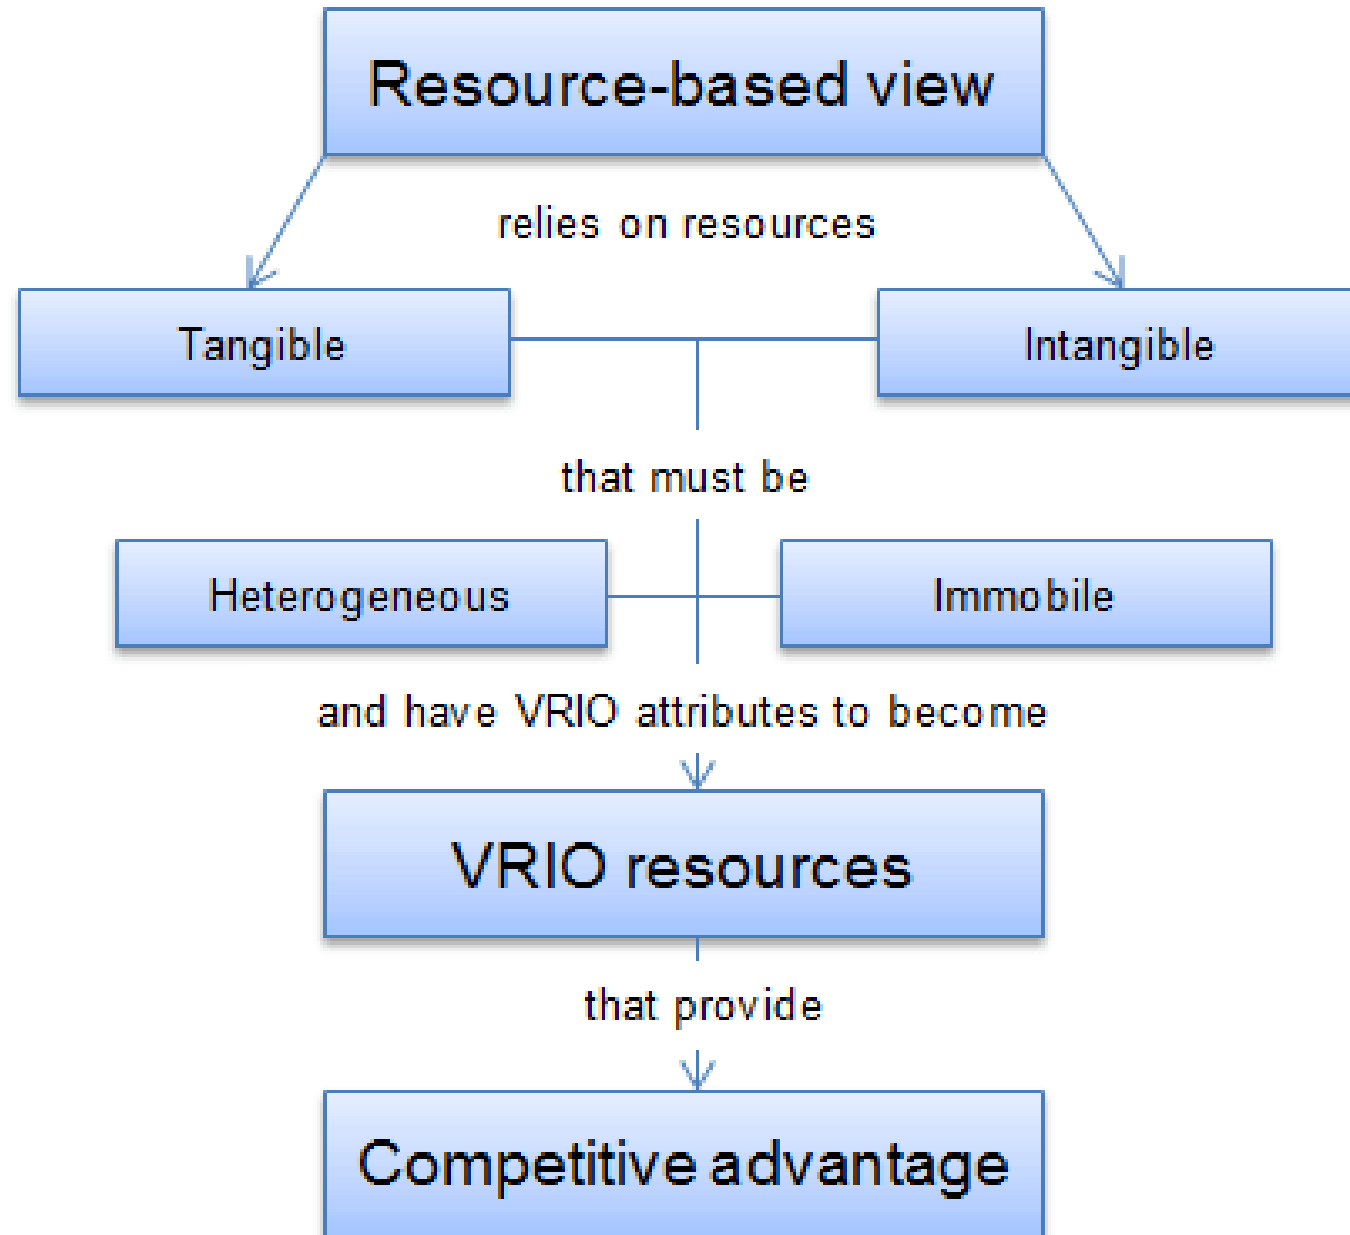 Resource-based view
relies on resources
Tangible
Intangible
that must be
Heterogeneous
Immobile
and have VRIO attributes to become
VRIO resources
that provide
Competitive advantage